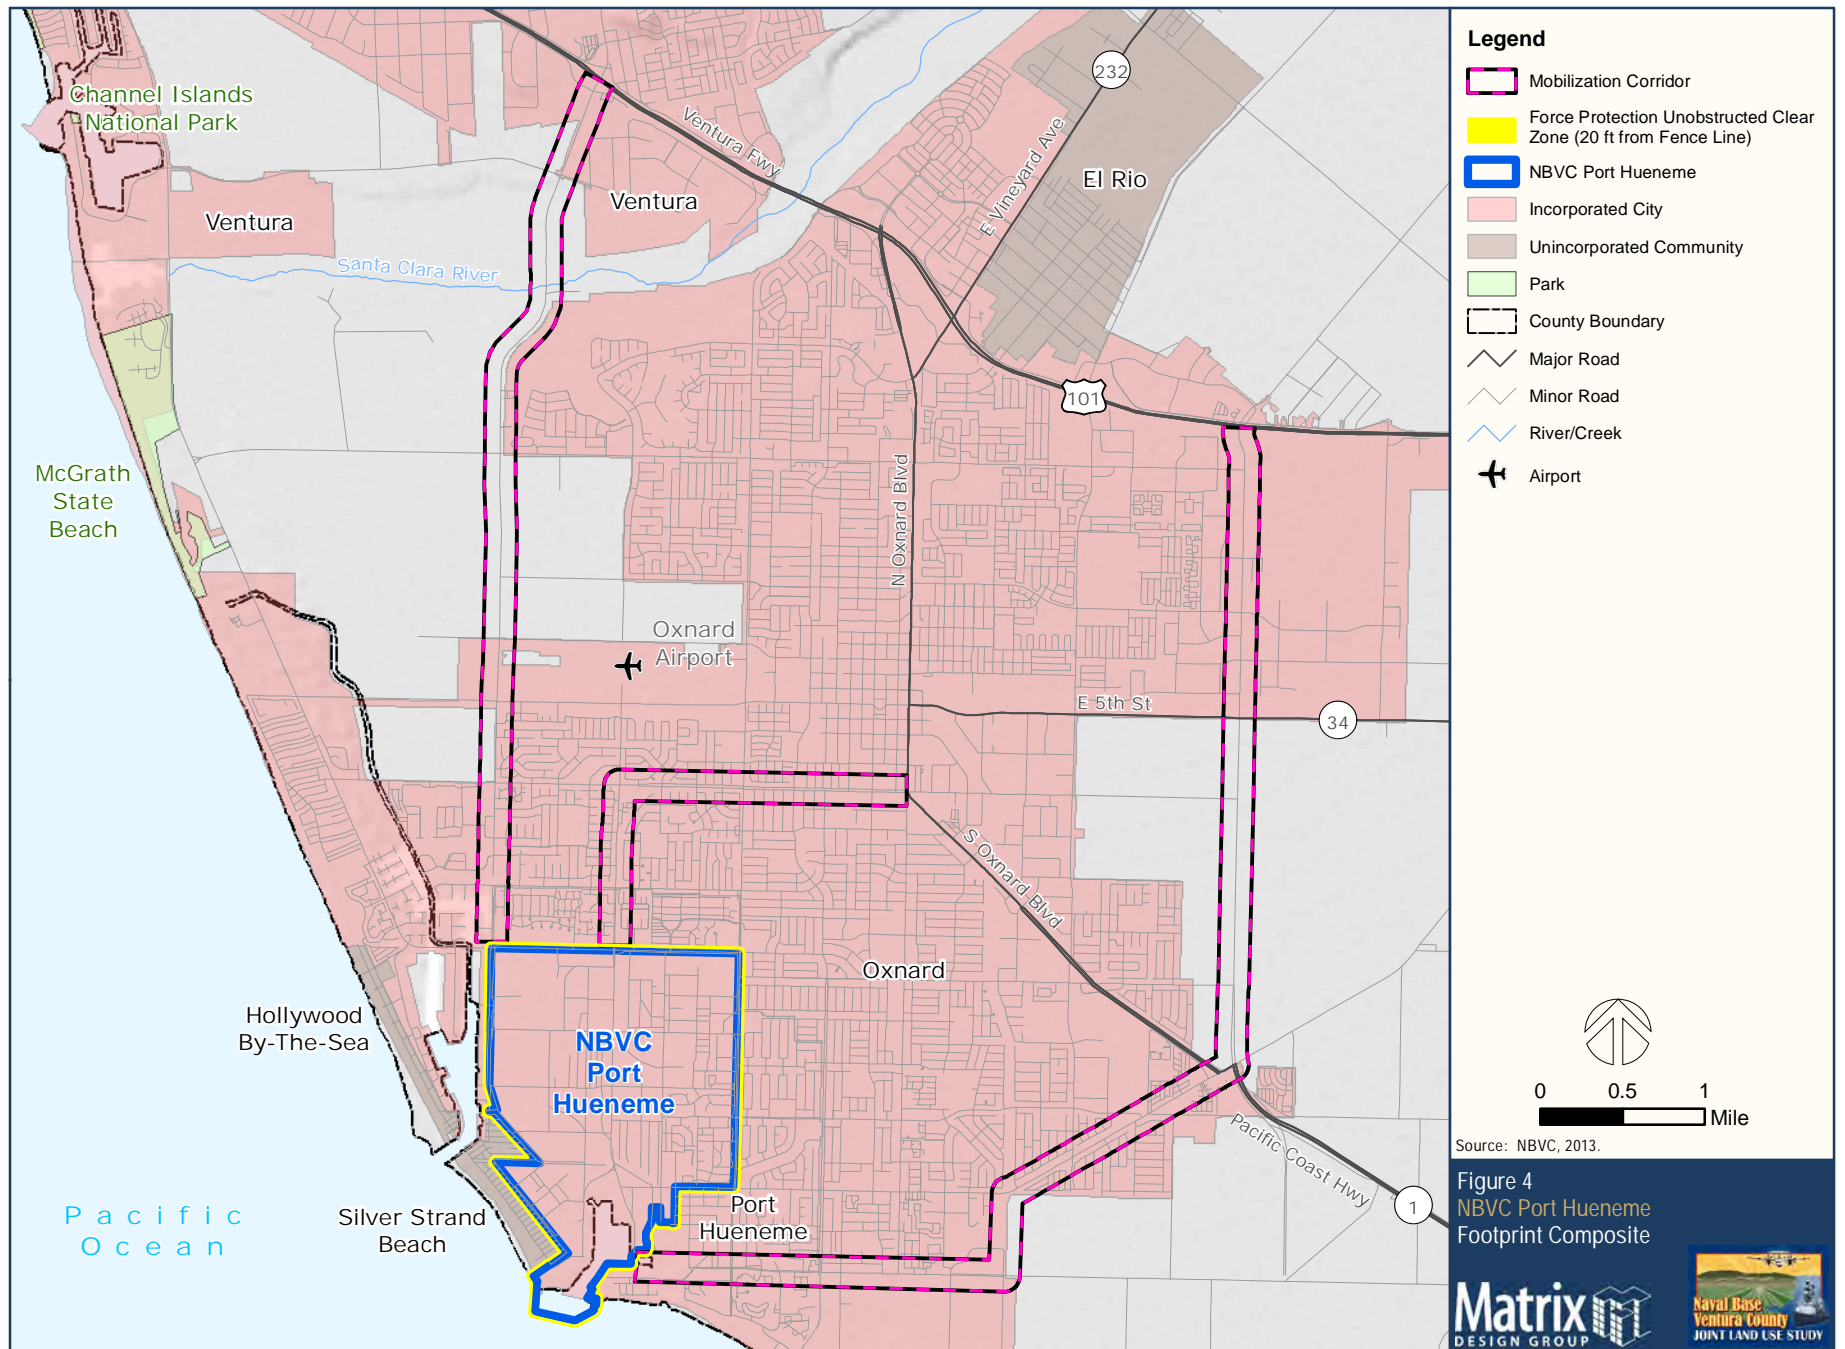 Channel Islands
National Park
Ventura
Ventura
Santa Clara River
Ventura Fwy
E Vineyard Ave
232
El Rio
101
McGrath
State
Beach
N Oxnard Blvd
Oxnard
Airport
E 5th St
34
S Oxnard Blvd
Oxnard
Hollywood
By-The-Sea
NBVC
Port
Hueneme
Pacific Coast Hwy
1
Port
Hueneme
Silver Strand
Beach
Pacific
Ocean
Legend
Mobilization Corridor
Force Protection Unobstructed Clear
Zone (20 ft from Fence Line)
NBVC Port Hueneme
Incorporated City
Unincorporated Community
Park
County Boundary
Major Road
Minor Road
River/Creek
Airport
0 0.5 1
Mile
Source: NBVC, 2013.
Figure 4
NBVC Port Hueneme
Footprint Composite
Matrix
DESIGN GROUP
Naval Base
Ventura County
JOINT LAND USE STUDY